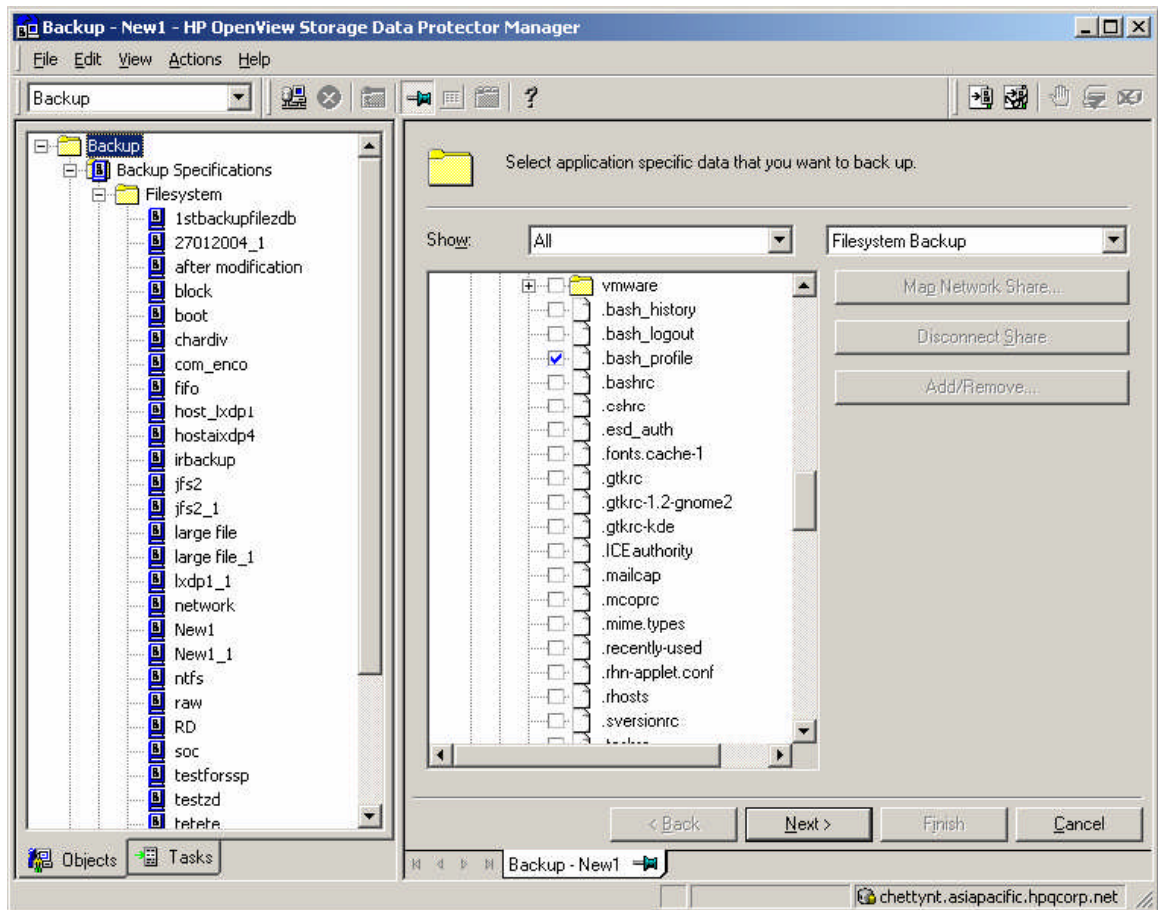 Backup - New1 - HP OpenView Storage Data Protector Manager
File Edit View Actions Help
Backup
?
Backup
Backup Specifications
Filesystem
1stbackupfilezdb
27012004_1
after modification
block
boot
chardiv
com_enco
fifo
host_lxdp1
hostaixdp4
irbackup
jfs2
jfs2_1
large file
large file_1
lxdp1_1
network
New1
New1_1
ntfs
raw
RD
soc
testforssp
testzd
tetete
Objects
Tasks
Select application specific data that you want to back up.
Show:
All
Filesystem Backup
vmware
.bash_history
.bash_logout
.bash_profile
.bashrc
.cshrc
.esd_auth
.fonts.cache-1
.gtkrc
.gtkrc-1.2-gnome2
.gtkrc-kde
.ICEauthority
.mailcap
.mcoprc
.mime.types
.recently-used
.rhn-applet.conf
.rhosts
.sversionrc
Map Network Share...
Disconnect Share
Add/Remove...
< Back
Next >
Finish
Cancel
Backup - New1
chettynt.asiapacific.hpqcorp.net